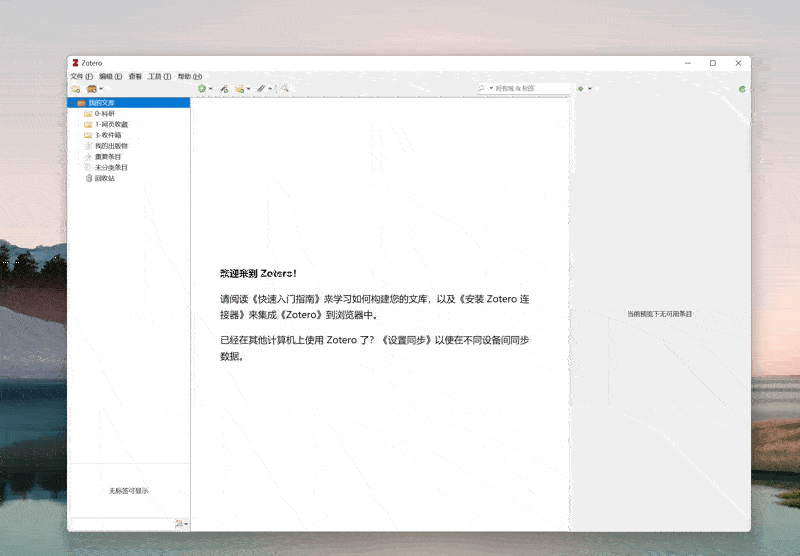 Zotero
文件 (F) 编辑 (E) 查看 工具 (T) 帮助 (H)
所有域 & 标签
我的文库
0-科研
1-网页收藏
3-收件箱
我的出版物
重复条目
未分类条目
回收站
欢迎来到 Zotero!
请阅读《快速入门指南》来学习如何构建您的文库，以及《安装 Zotero 连
接器》来集成《Zotero》到浏览器中。
已经在其他计算机上使用 Zotero 了？《设置同步》以便在不同设备间同步
数据。
当前预览下无可用条目
无标签可显示